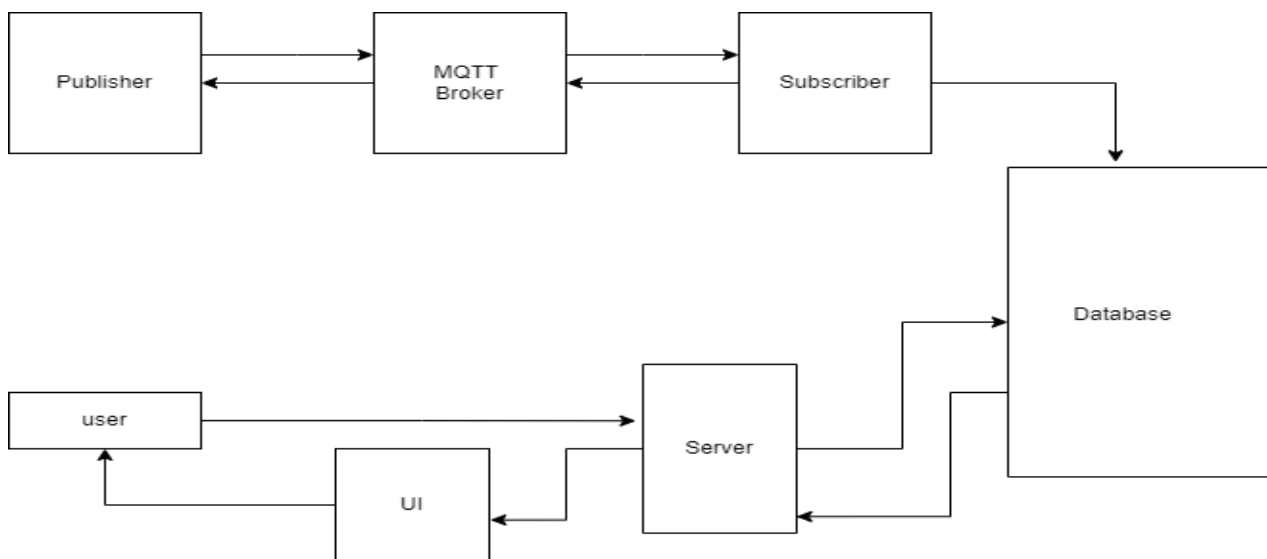 Publisher
MQTT
Broker
Subscriber
Database
user
Server
UI